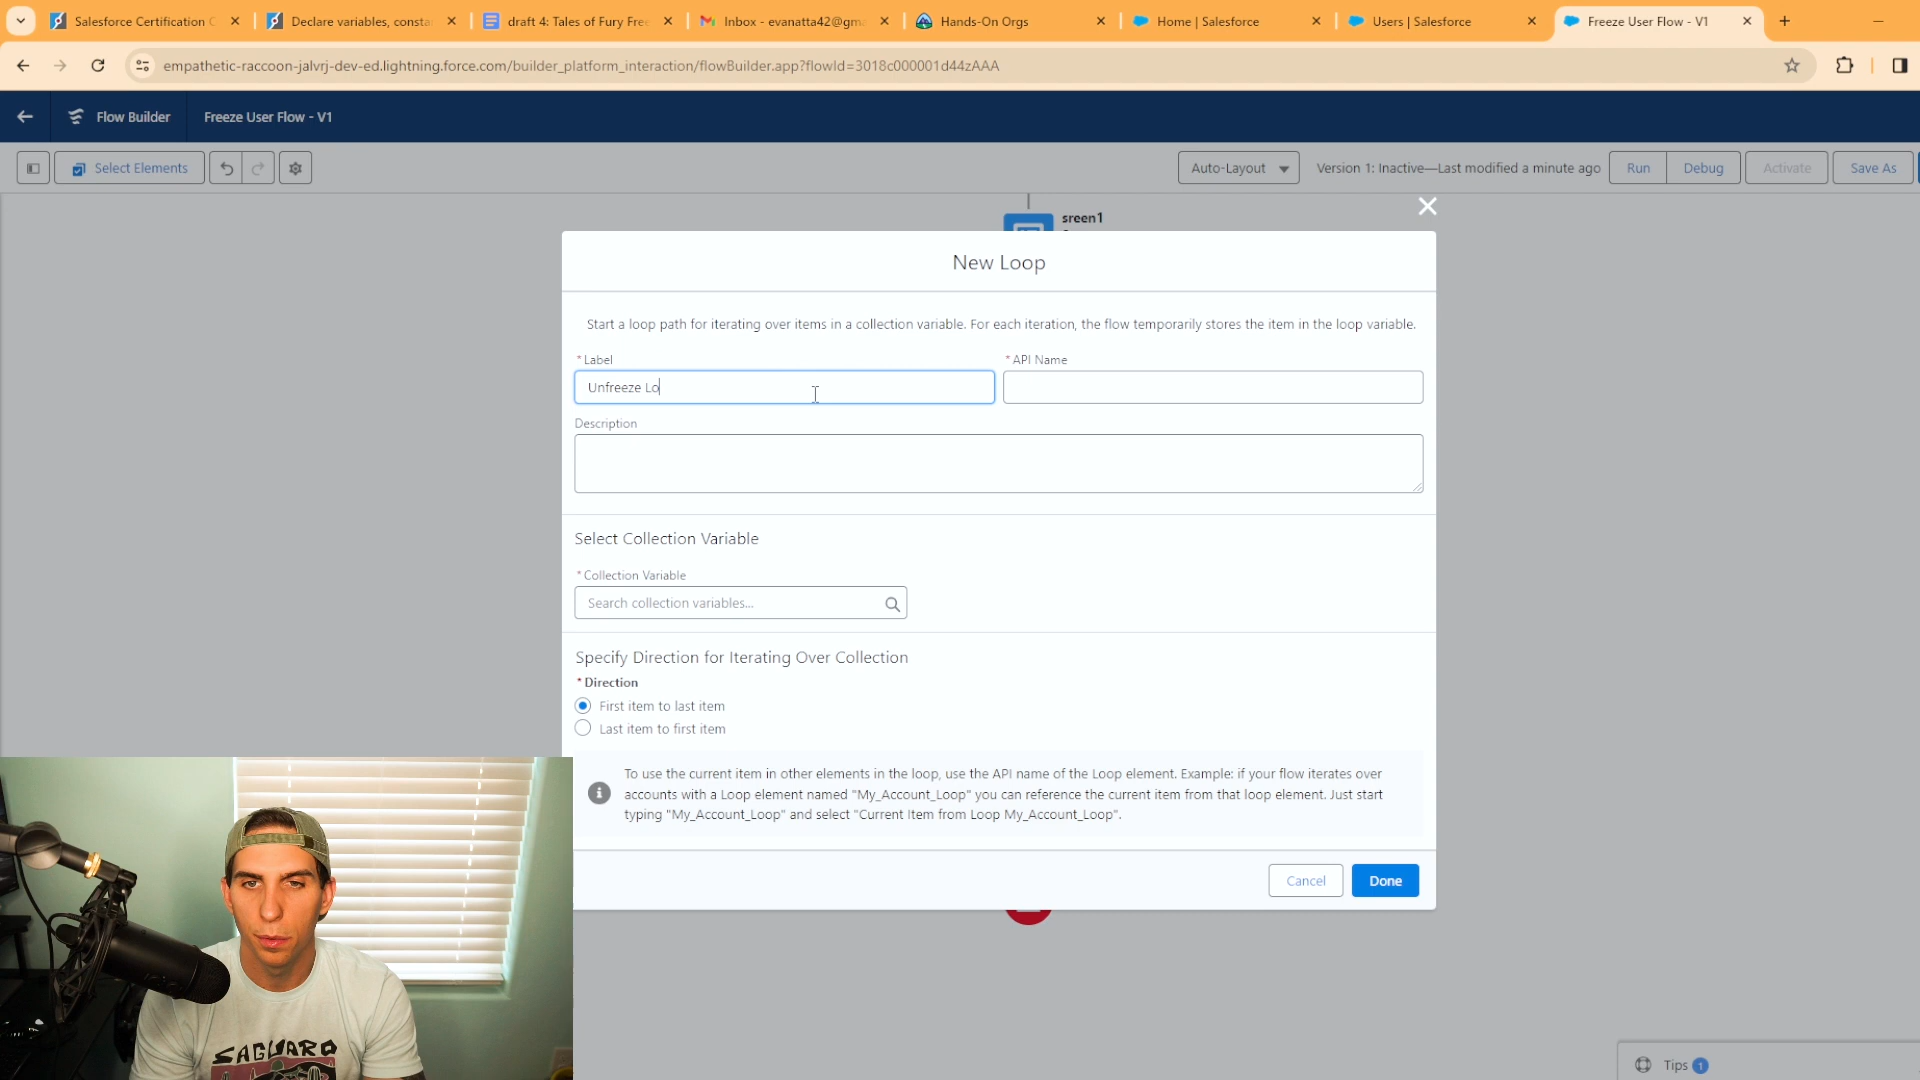 Salesforce Certification C
Declare variables, consta
draft 4: Tales of Fury Free
Inbox - evanatta42@gm
Hands-On Orgs
Home | Salesforce
Users | Salesforce
Freeze User Flow - V1
empathetic-raccoon-jalvrj-dev-ed.lightning.force.com/builder_platform_interaction/flowBuilder.app?flowId=3018c000001d44zAAA
Flow Builder
Freeze User Flow - V1
Select Elements
Auto-Layout
Version 1: Inactive—Last modified a minute ago
Run
Debug
Activate
Save As
sreen1
New Loop
Start a loop path for iterating over items in a collection variable. For each iteration, the flow temporarily stores the item in the loop variable.
* Label
* API Name
Unfreeze Lo
Description
Select Collection Variable
* Collection Variable
Search collection variables...
Specify Direction for Iterating Over Collection
* Direction
First item to last item
Last item to first item
To use the current item in other elements in the loop, use the API name of the Loop element. Example: if your flow iterates over
accounts with a Loop element named "My_Account_Loop" you can reference the current item from that loop element. Just start
typing "My_Account_Loop" and select "Current Item from Loop My_Account_Loop".
Cancel
Done
SAGUARO
Tips 1